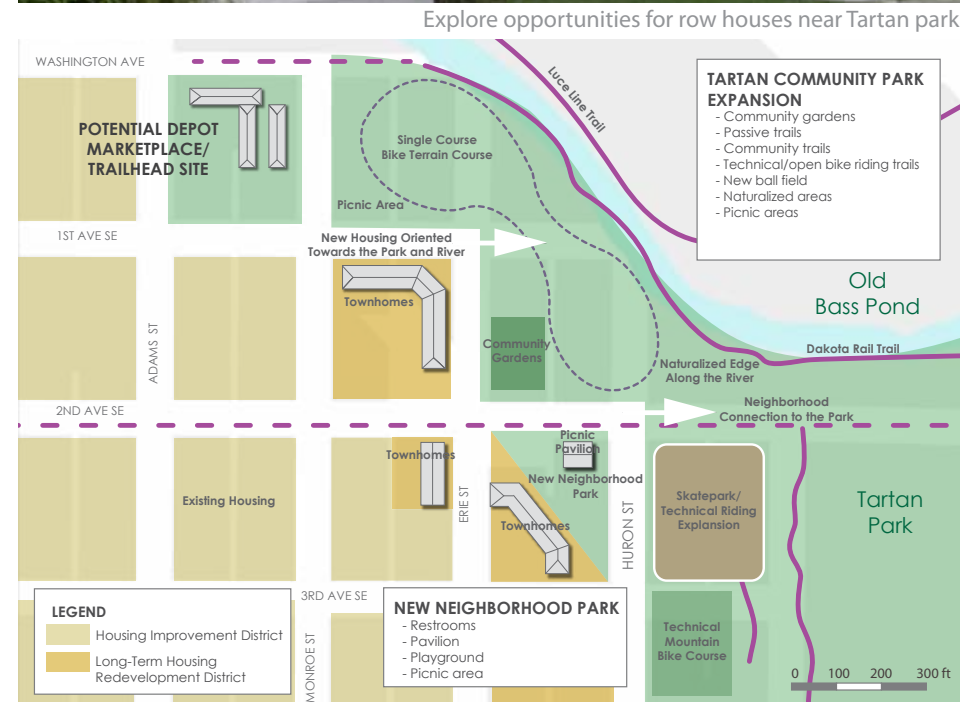 Explore opportunities for row houses near Tartan park
WASHINGTON AVE
Luce Line Trail
TARTAN COMMUNITY PARK
EXPANSION
- Community gardens
- Passive trails
- Community trails
- Technical/open bike riding trails
- New ball field
- Naturalized areas
- Picnic areas
POTENTIAL DEPOT
MARKETPLACE/
TRAILHEAD SITE
Single Course
Bike Terrain Course
Picnic Area
1ST AVE SE
New Housing Oriented
Towards the Park and River
Old
Bass Pond
Townhomes
ADAMS ST
Community
Gardens
Dakota Rail Trail
Naturalized Edge
Along the River
2ND AVE SE
Neighborhood
Connection to the Park
Picnic
Pavilion
Townhomes
New Neighborhood
Park
Existing Housing
ERIE ST
Townhomes
HURON ST
Skatepark/
Technical Riding
Explansion
Tartan
Park
3RD AVE SE
LEGEND
Housing Improvement District
Long-Term Housing
Redevelopment District
MONROE ST
NEW NEIGHBORHOOD PARK
- Restrooms
- Pavilion
- Playground
- Picnic area
Technical
Mountain
Bike Course
0 100 200 300 ft